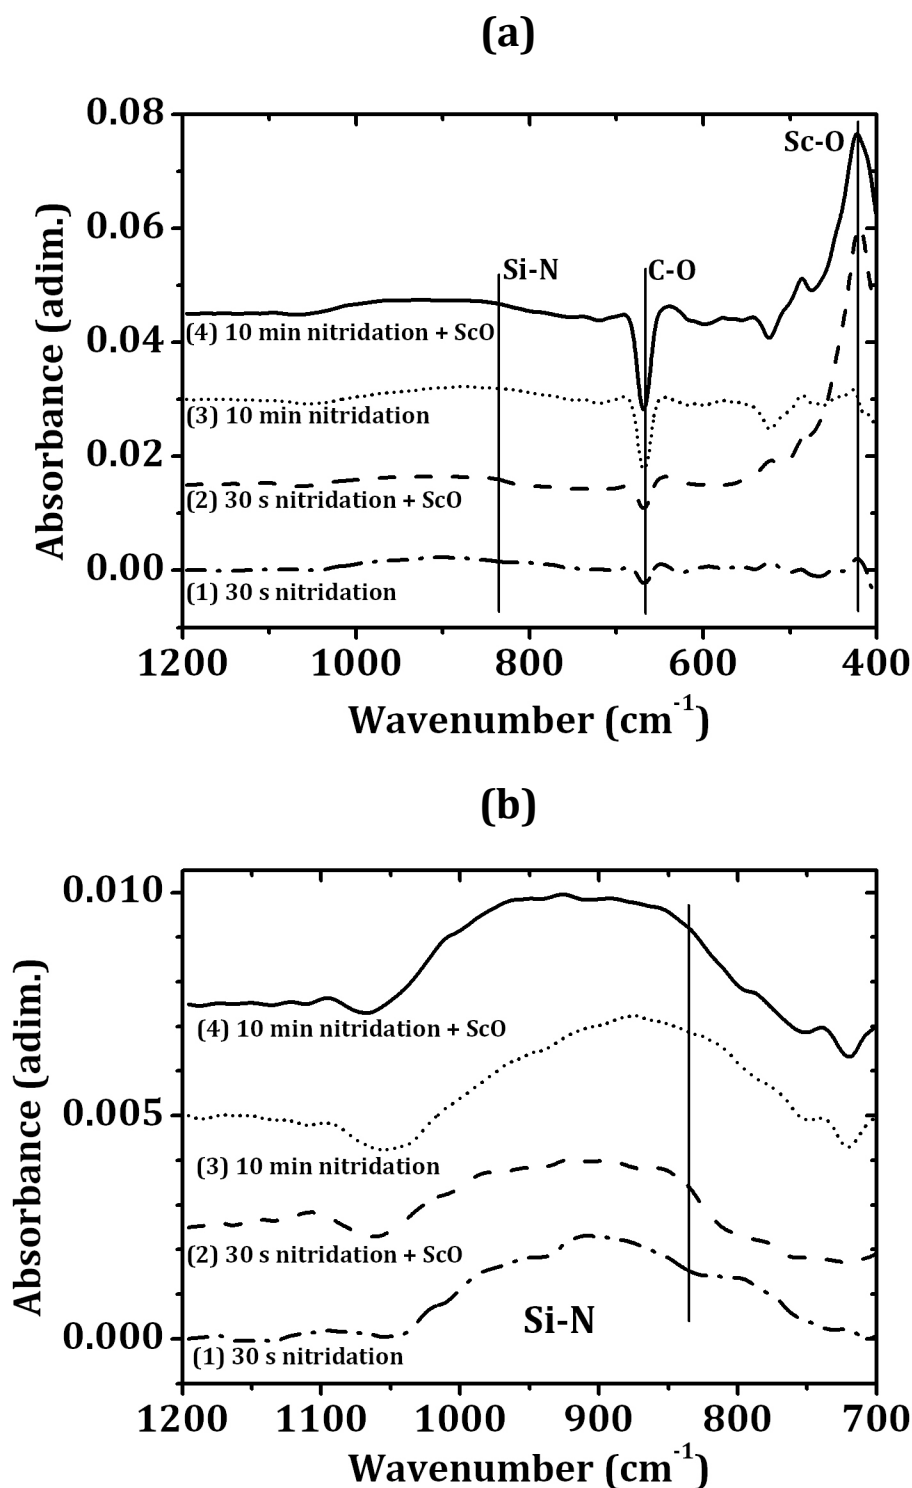 (a)
0.08
Sc-O
0.06
Si-N
C-O
0.04
(4) 10 min nitridation + ScO
(3) 10 min nitridation
0.02
(2) 30 s nitridation + ScO
0.00
(1) 30 s nitridation
1200 1000 800 600 400
Absorbance (adim.)
Wavenumber (cm⁻¹)
(b)
0.010
(4) 10 min nitridation + ScO
0.005
(3) 10 min nitridation
(2) 30 s nitridation + ScO
Si-N
0.000
(1) 30 s nitridation
1200 1100 1000 900 800 700
Absorbance (adim.)
Wavenumber (cm⁻¹)